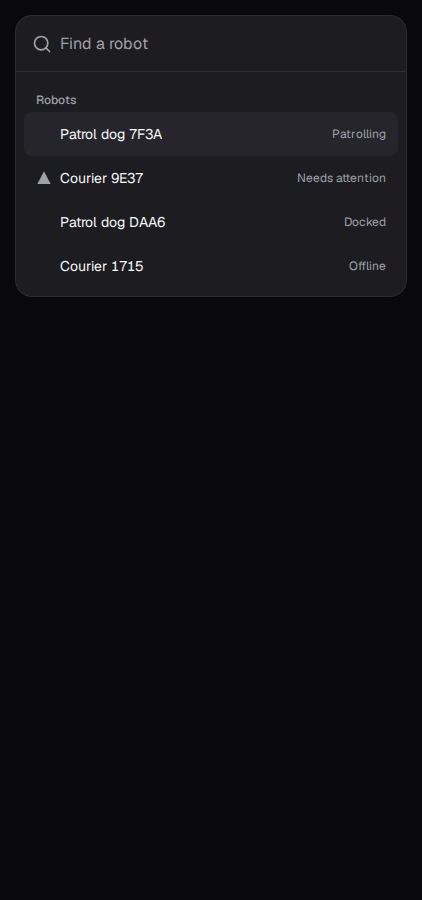 Find a robot
Robots
Patrol dog 7F3A Patrolling
Courier 9E37 Needs attention
Patrol dog DAA6 Docked
Courier 1715 Offline